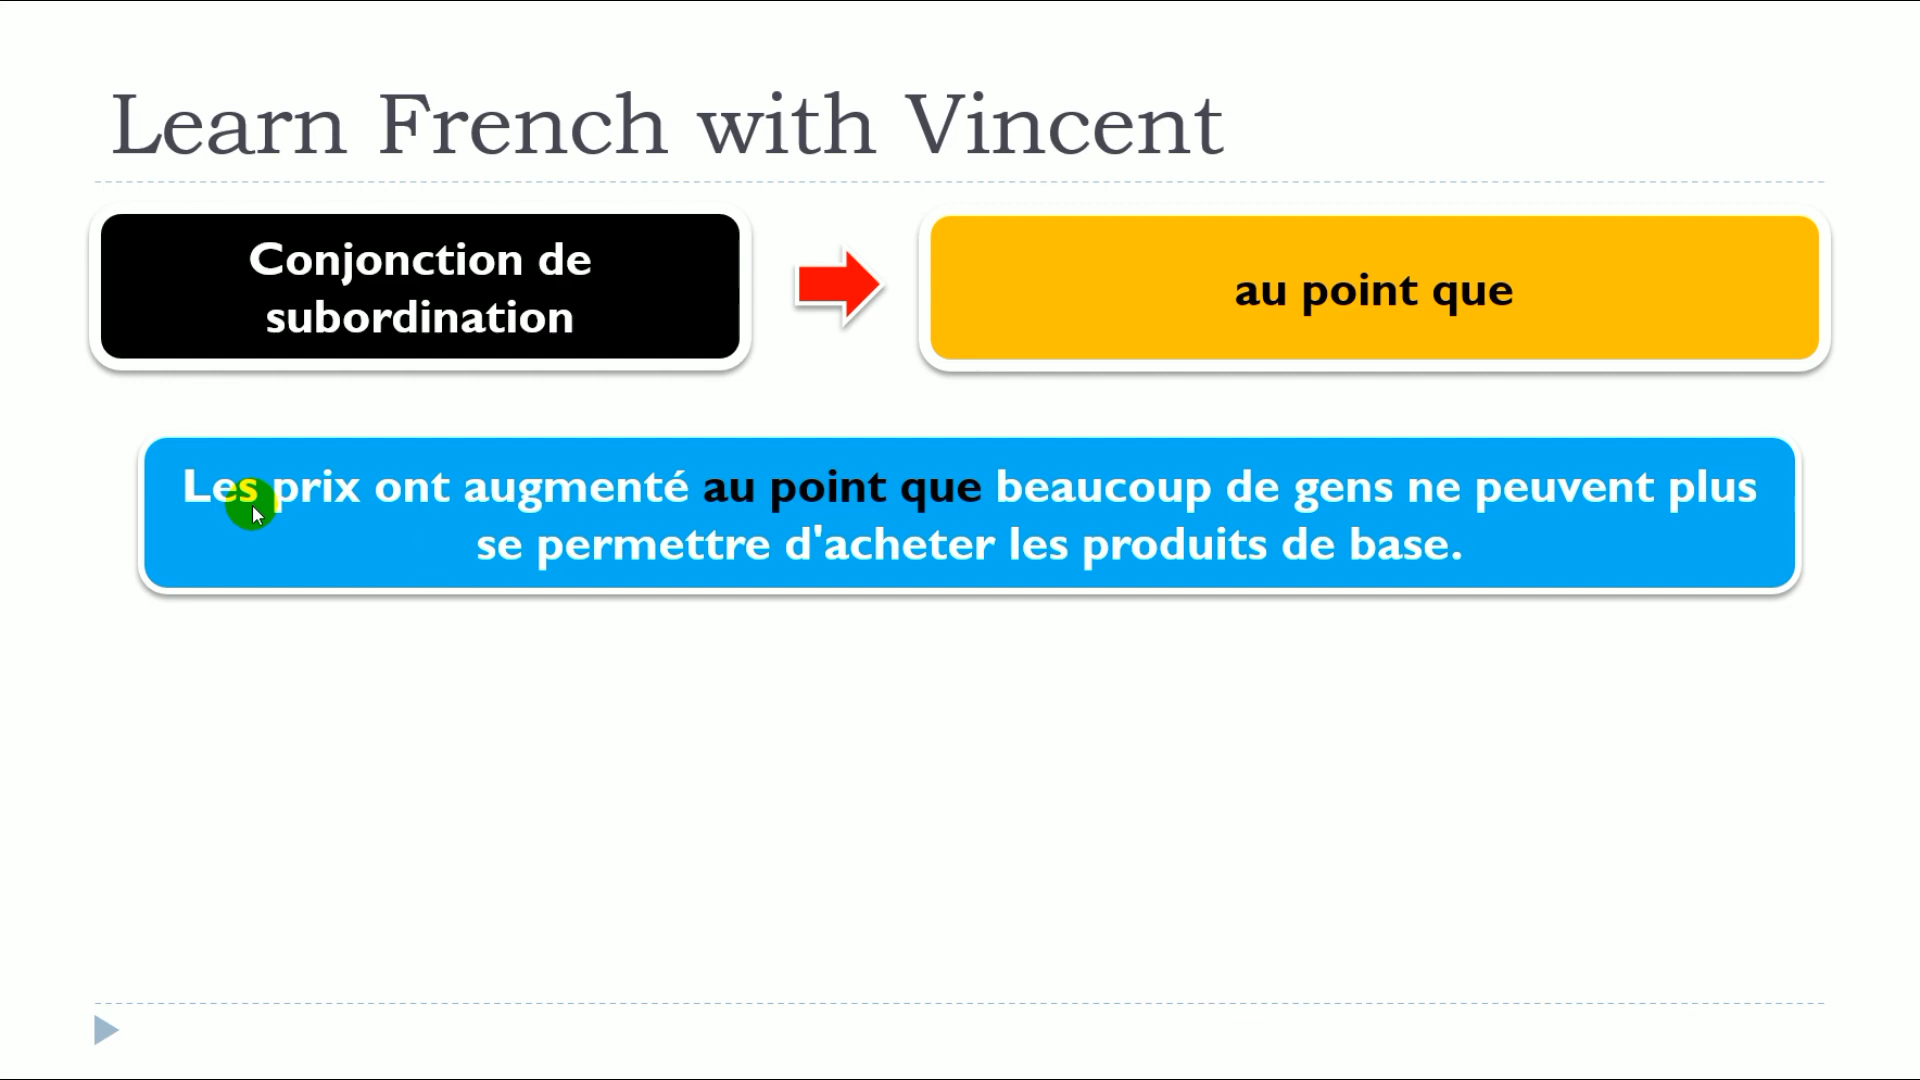 Learn French with Vincent
Conjonction de
subordination
au point que
Les prix ont augmenté au point que beaucoup de gens ne peuvent plus
se permettre d'acheter les produits de base.